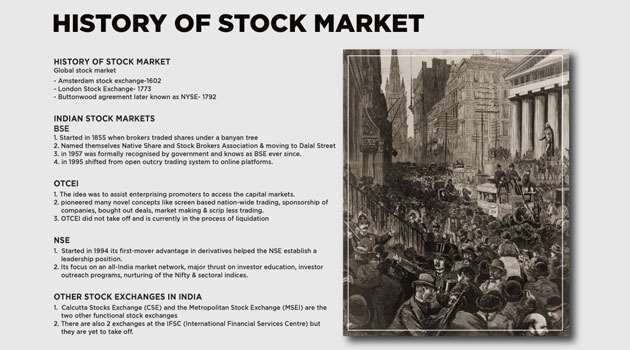 HISTORY OF STOCK MARKET
HISTORY OF STOCK MARKET
Global stock market
- Amsterdam stock exchange-1602
- London Stock Exchange- 1773
- Buttonwood agreement later known as NYSE- 1792
INDIAN STOCK MARKETS
BSE
1. Started in 1855 when brokers traded shares under a banyan tree
2. Named themselves Native Share and Stock Brokers Association & moving to Dalal Street
3. in 1957 was formally recognised by government and knows as BSE ever since.
4. in 1995 shifted from open outcry trading system to online platforms.
OTCEI
1. The idea was to assist enterprising promoters to access the capital markets.
2. pioneered many novel concepts like screen based nation-wide trading, sponsorship of
companies, bought out deals, market making & scrip less trading.
3. OTCEI did not take off and is currently in the process of liquidation
NSE
1. Started in 1994 its first-mover advantage in derivatives helped the NSE establish a
leadership position.
2. Its focus on an all-India market network, major thrust on investor education, investor
outreach programs, nurturing of the Nifty & sectoral indices.
OTHER STOCK EXCHANGES IN INDIA
1. Calcutta Stocks Exchange (CSE) and the Metropolitan Stock Exchange (MSEi) are the
two other functional stock exchanges
2. There are also 2 exchanges at the IFSC (International Financial Services Centre) but
they are yet to take off.